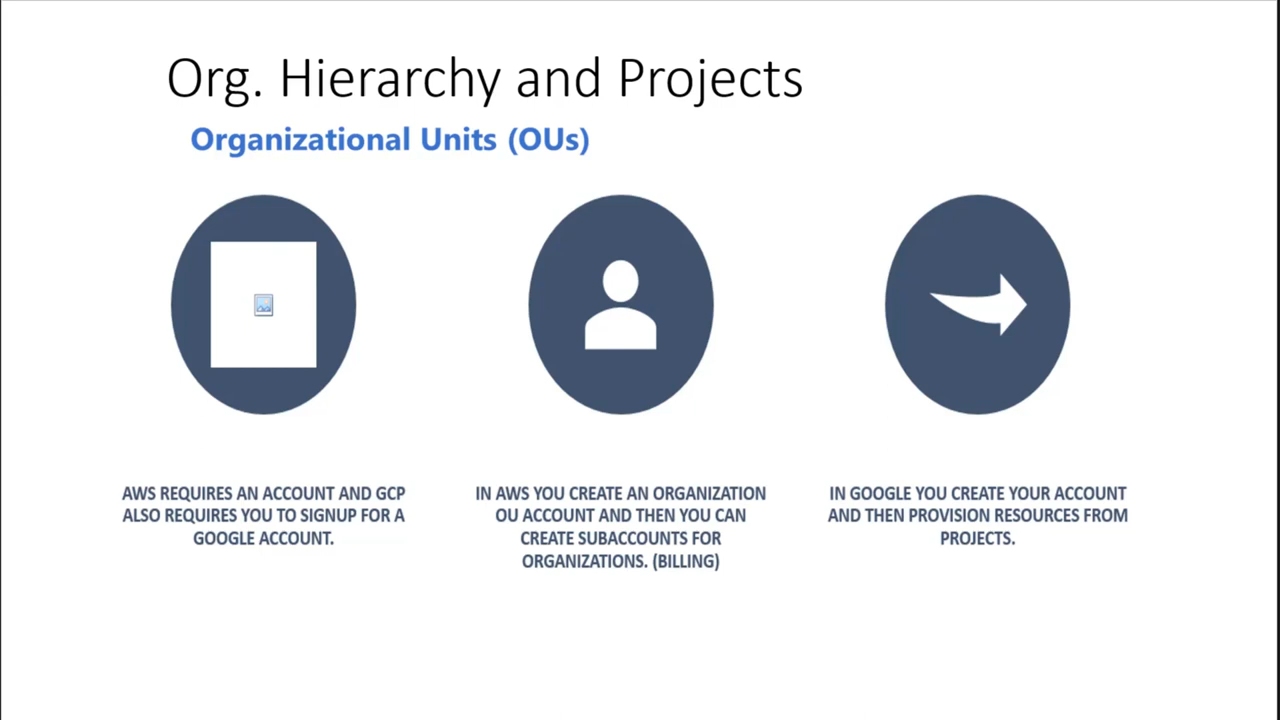 Org. Hierarchy and Projects
Organizational Units (OUs)
AWS REQUIRES AN ACCOUNT AND GCP
ALSO REQUIRES YOU TO SIGNUP FOR A
GOOGLE ACCOUNT.
IN AWS YOU CREATE AN ORGANIZATION
OU ACCOUNT AND THEN YOU CAN
CREATE SUBACCOUNTS FOR
ORGANIZATIONS. (BILLING)
IN GOOGLE YOU CREATE YOUR ACCOUNT
AND THEN PROVISION RESOURCES FROM
PROJECTS.